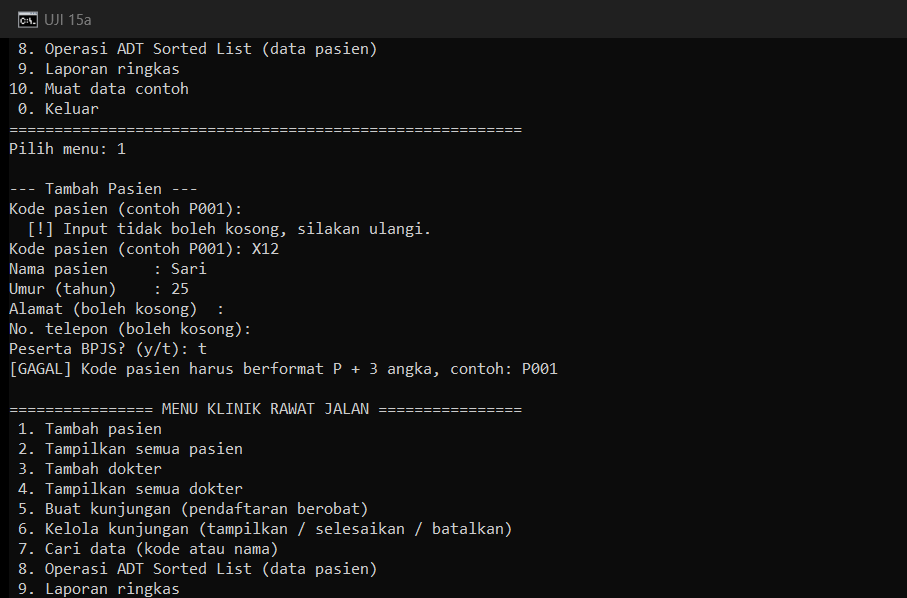 UJI 15a
 8. Operasi ADT Sorted List (data pasien)
 9. Laporan ringkas
10. Muat data contoh
 0. Keluar
=========================================================
Pilih menu: 1

--- Tambah Pasien ---
Kode pasien (contoh P001):
  [!] Input tidak boleh kosong, silakan ulangi.
Kode pasien (contoh P001): X12
Nama pasien     : Sari
Umur (tahun)    : 25
Alamat (boleh kosong)  :
No. telepon (boleh kosong):
Peserta BPJS? (y/t): t
[GAGAL] Kode pasien harus berformat P + 3 angka, contoh: P001

================ MENU KLINIK RAWAT JALAN ================
 1. Tambah pasien
 2. Tampilkan semua pasien
 3. Tambah dokter
 4. Tampilkan semua dokter
 5. Buat kunjungan (pendaftaran berobat)
 6. Kelola kunjungan (tampilkan / selesaikan / batalkan)
 7. Cari data (kode atau nama)
 8. Operasi ADT Sorted List (data pasien)
 9. Laporan ringkas